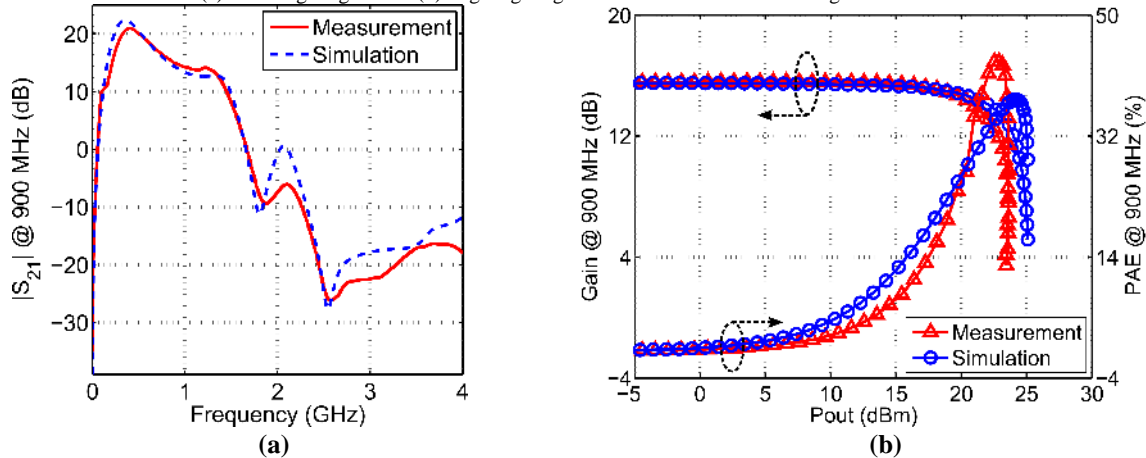 Measurement
Simulation
|S21| @ 900 MHz (dB)
20
10
0
−10
−20
−30
0
1
2
3
4
Frequency (GHz)
(a)
Gain @ 900 MHz (dB)
20
12
4
−4
50
32
14
−4
PAE @ 900 MHz (%)
Measurement
Simulation
−5
0
5
10
15
20
25
30
Pout (dBm)
(b)